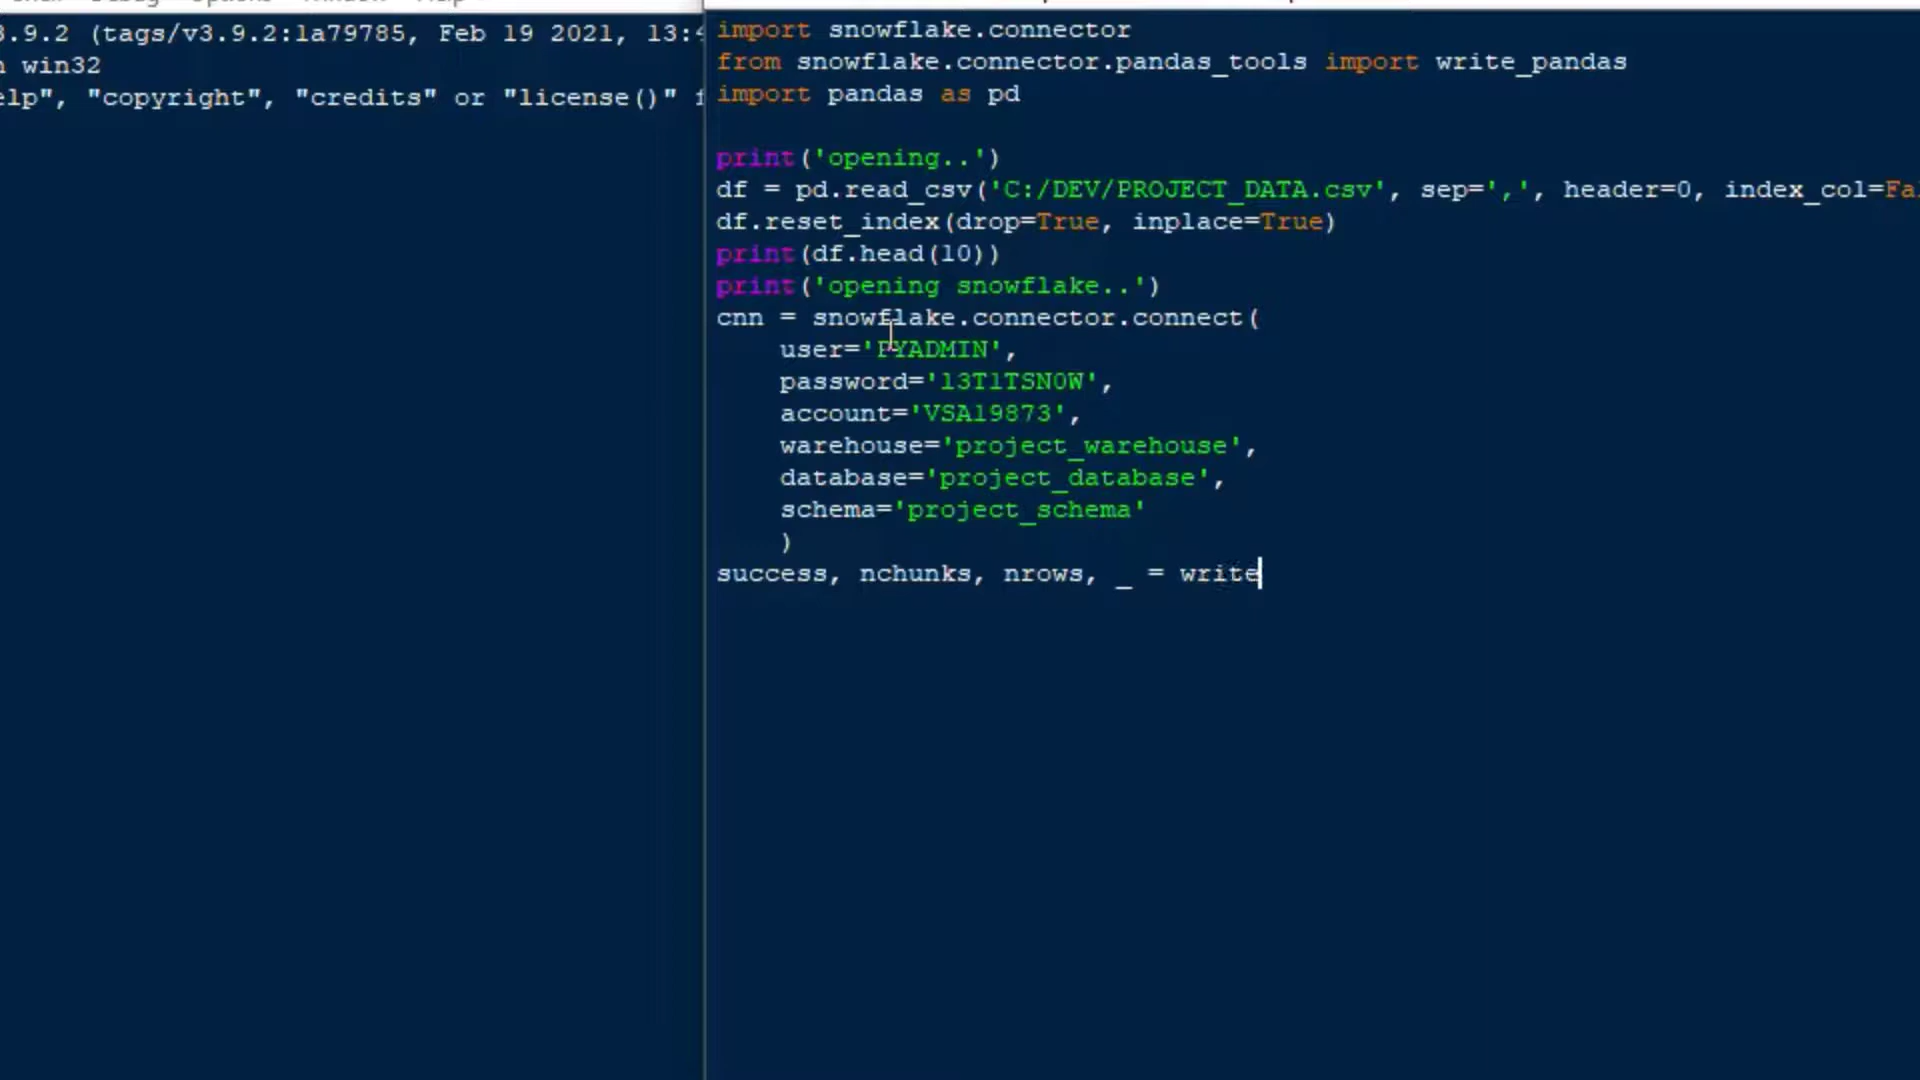 3.9.2 (tags/v3.9.2:1a79785, Feb 19 2021, 13:4
n win32
elp", "copyright", "credits" or "license()" f
import snowflake.connector
from snowflake.connector.pandas_tools import write_pandas
import pandas as pd
print('opening..')
df = pd.read_csv('C:/DEV/PROJECT_DATA.csv', sep=',', header=0, index_col=Fal
df.reset_index(drop=True, inplace=True)
print(df.head(10))
print('opening snowflake..')
cnn = snowflake.connector.connect(
user='PYADMIN',
password='l3T1TSN0W',
account='VSA19873',
warehouse='project_warehouse',
database='project_database',
schema='project_schema'
)
success, nchunks, nrows, _ = write